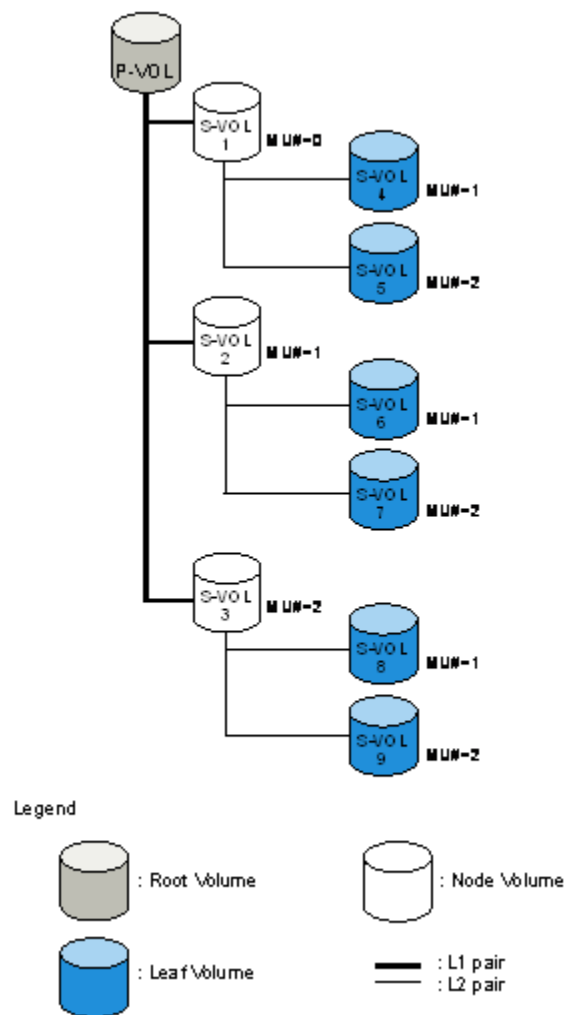 P-VOL
S-VOL
1
MU#=0
S-VOL
4
MU#=1
S-VOL
5
MU#=2
S-VOL
2
MU#=1
S-VOL
6
MU#=1
S-VOL
7
MU#=2
S-VOL
3
MU#=2
S-VOL
8
MU#=1
S-VOL
9
MU#=2
Legend
: Root Volume
: Node Volume
: Leaf Volume
: L1 pair
: L2 pair